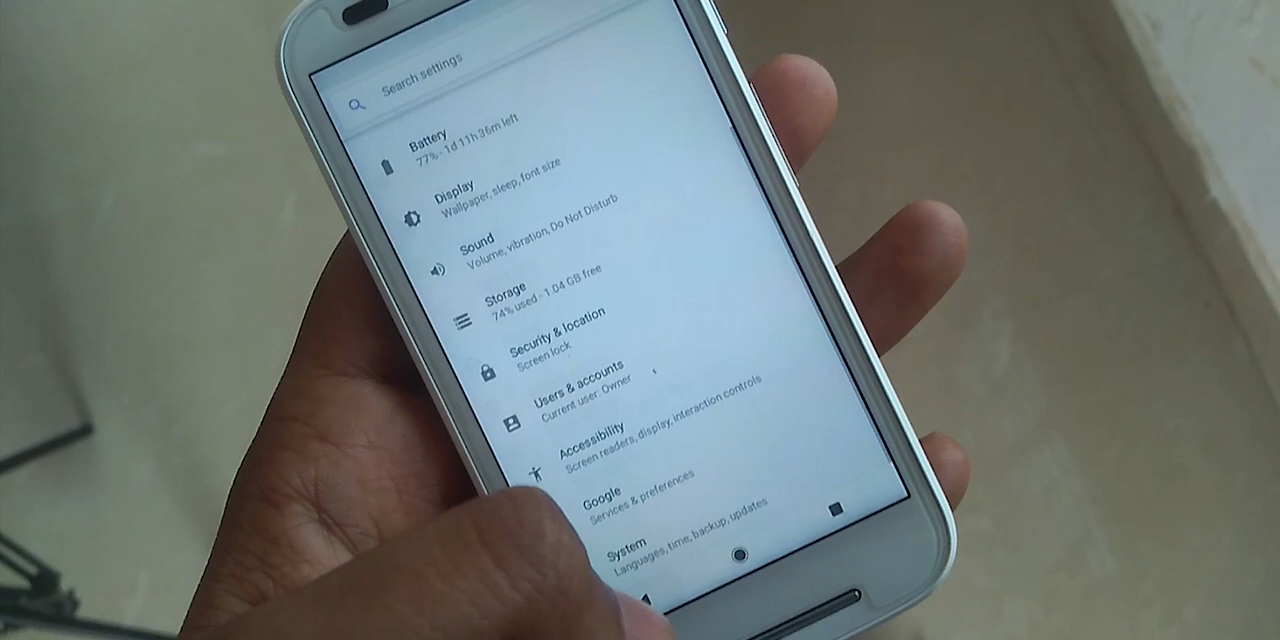 Search settings
Battery
77% - 1d 11h 36m left
Display
Wallpaper, sleep, font size
Sound
Volume, vibration, Do Not Disturb
Storage
74% used - 1.04 GB free
Security & location
Screen lock
Users & accounts
Current user: Owner
Accessibility
Screen readers, display, interaction controls
Google
Services & preferences
System
Languages, time, backup, updates